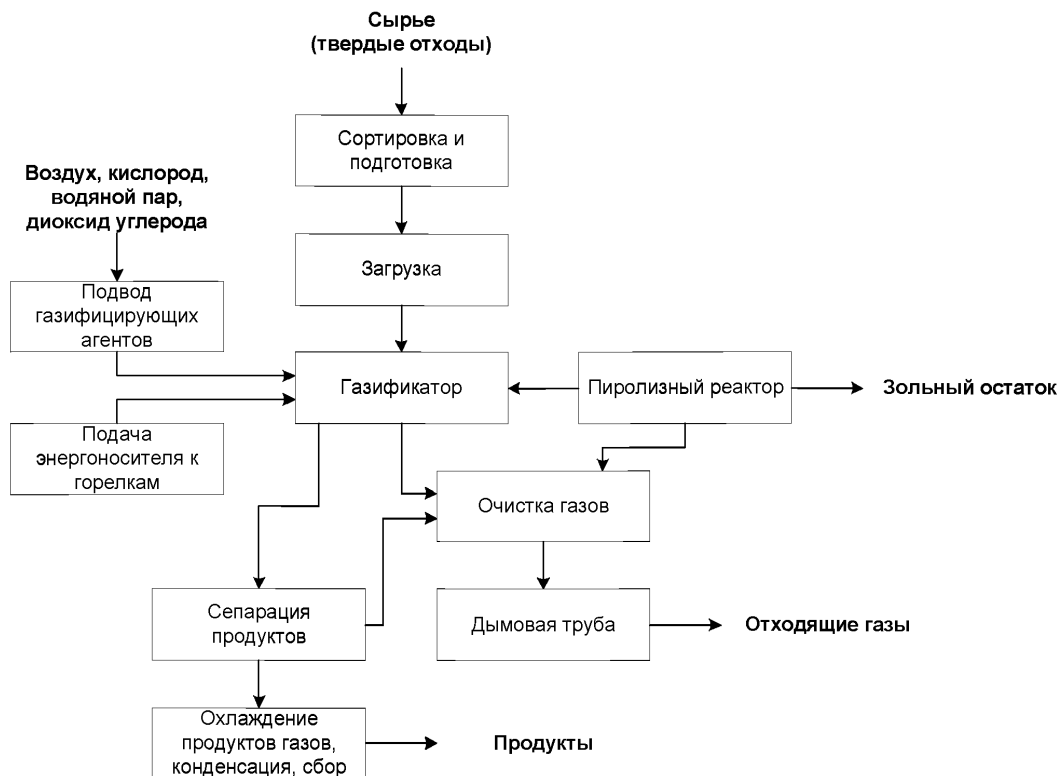 Сырье
(твердые отходы)
Сортировка и
подготовка
Воздух, кислород,
водяной пар,
диоксид углерода
Загрузка
Подвод
газифицирующих
агентов
Газификатор
Пиролизный реактор
Зольный остаток
Подача
энергоносителя к
горелкам
Очистка газов
Сепарация
продуктов
Дымовая труба
Отходящие газы
Охлаждение
продуктов газов,
конденсация, сбор
Продукты